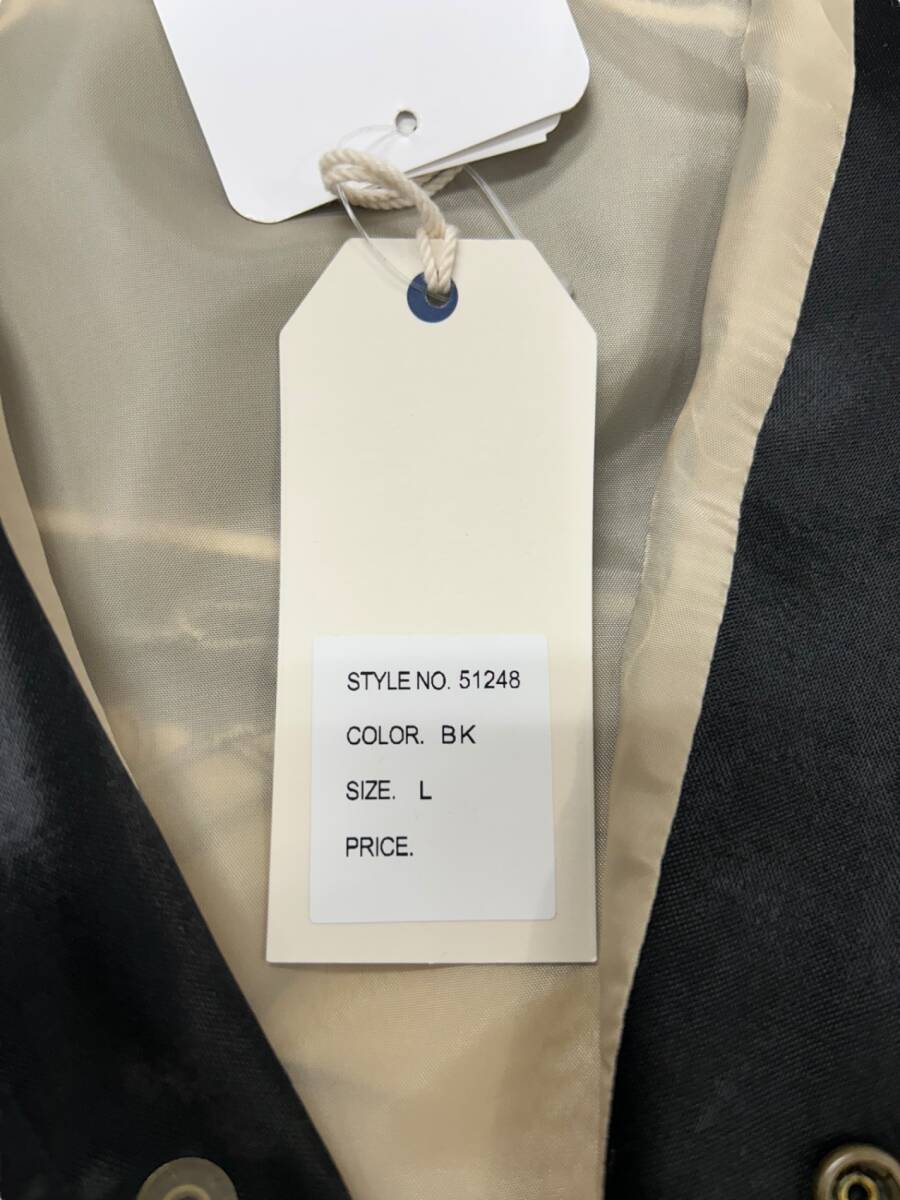 STYLE NO. 51248
COLOR. BK
SIZE. L
PRICE.